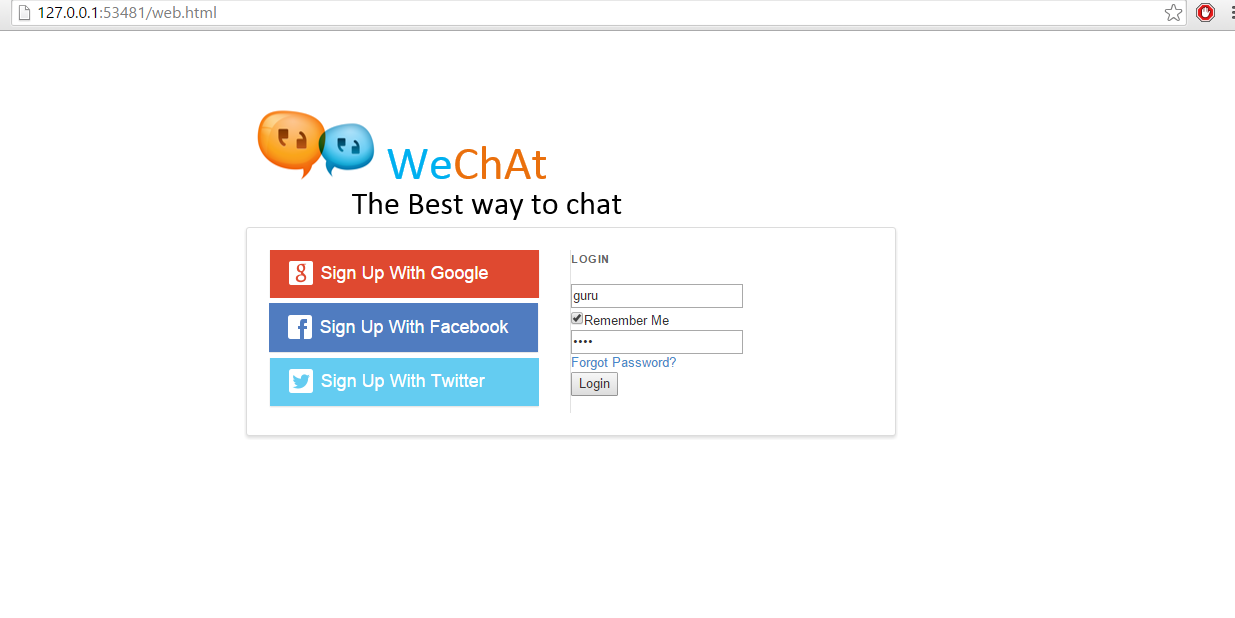 127.0.0.1:53481/web.html
WeChAt
The Best way to chat
Sign Up With Google
Sign Up With Facebook
Sign Up With Twitter
LOGIN
guru
Remember Me
••••
Forgot Password?
Login